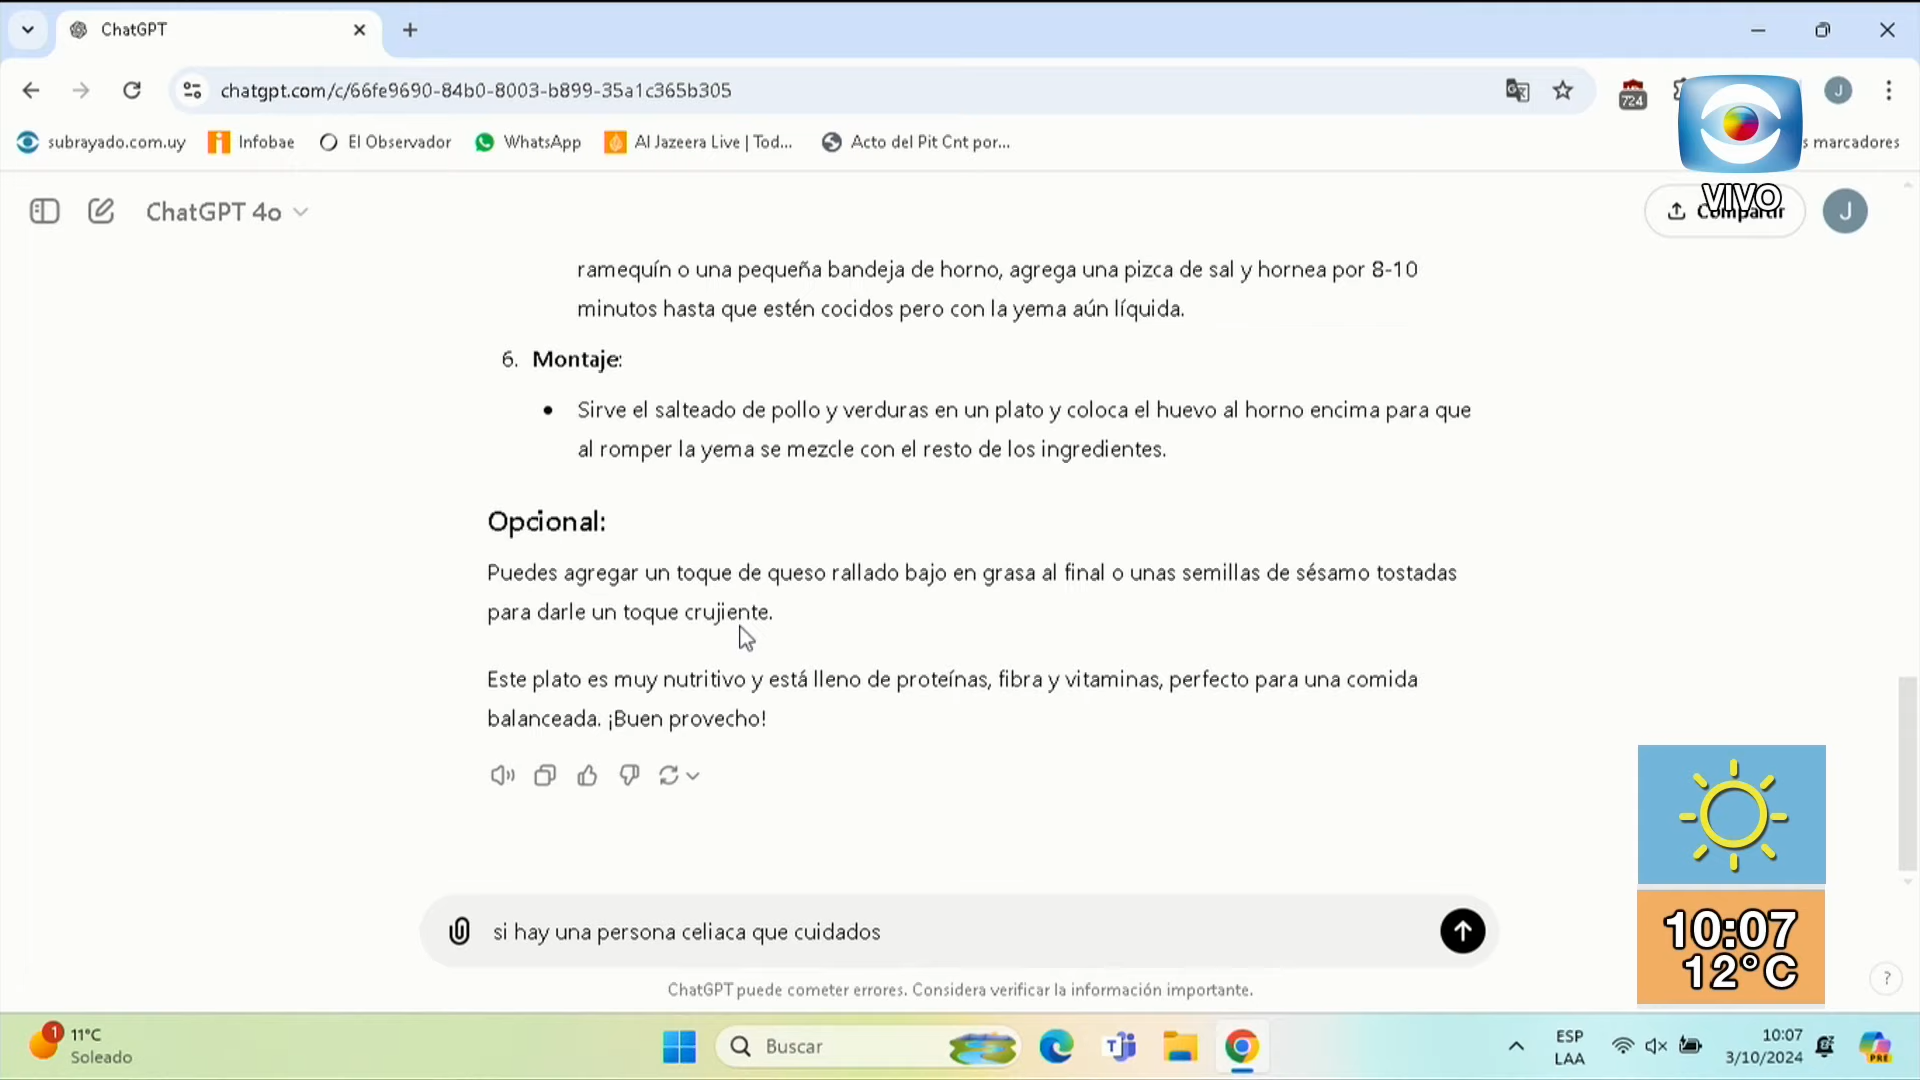 ChatGPT
chatgpt.com/c/66fe9690-84b0-8003-b899-35a1c365b305
724
J
subrayado.com.uy
Infobae
El Observador
WhatsApp
Al Jazeera Live | Tod...
Acto del Pit Cnt por...
s marcadores
VIVO
ChatGPT 4o
Compartir
J
ramequín o una pequeña bandeja de horno, agrega una pizca de sal y hornea por 8-10
minutos hasta que estén cocidos pero con la yema aún líquida.
6. Montaje:
• Sirve el salteado de pollo y verduras en un plato y coloca el huevo al horno encima para que
al romper la yema se mezcle con el resto de los ingredientes.
Opcional:
Puedes agregar un toque de queso rallado bajo en grasa al final o unas semillas de sésamo tostadas
para darle un toque crujiente.
Este plato es muy nutritivo y está lleno de proteínas, fibra y vitaminas, perfecto para una comida
balanceada. ¡Buen provecho!
si hay una persona celiaca que cuidados
10:07
12°C
ChatGPT puede cometer errores. Considera verificar la información importante.
?
1
11°C
Soleado
Buscar
ESP
LAA
10:07
3/10/2024
PRE